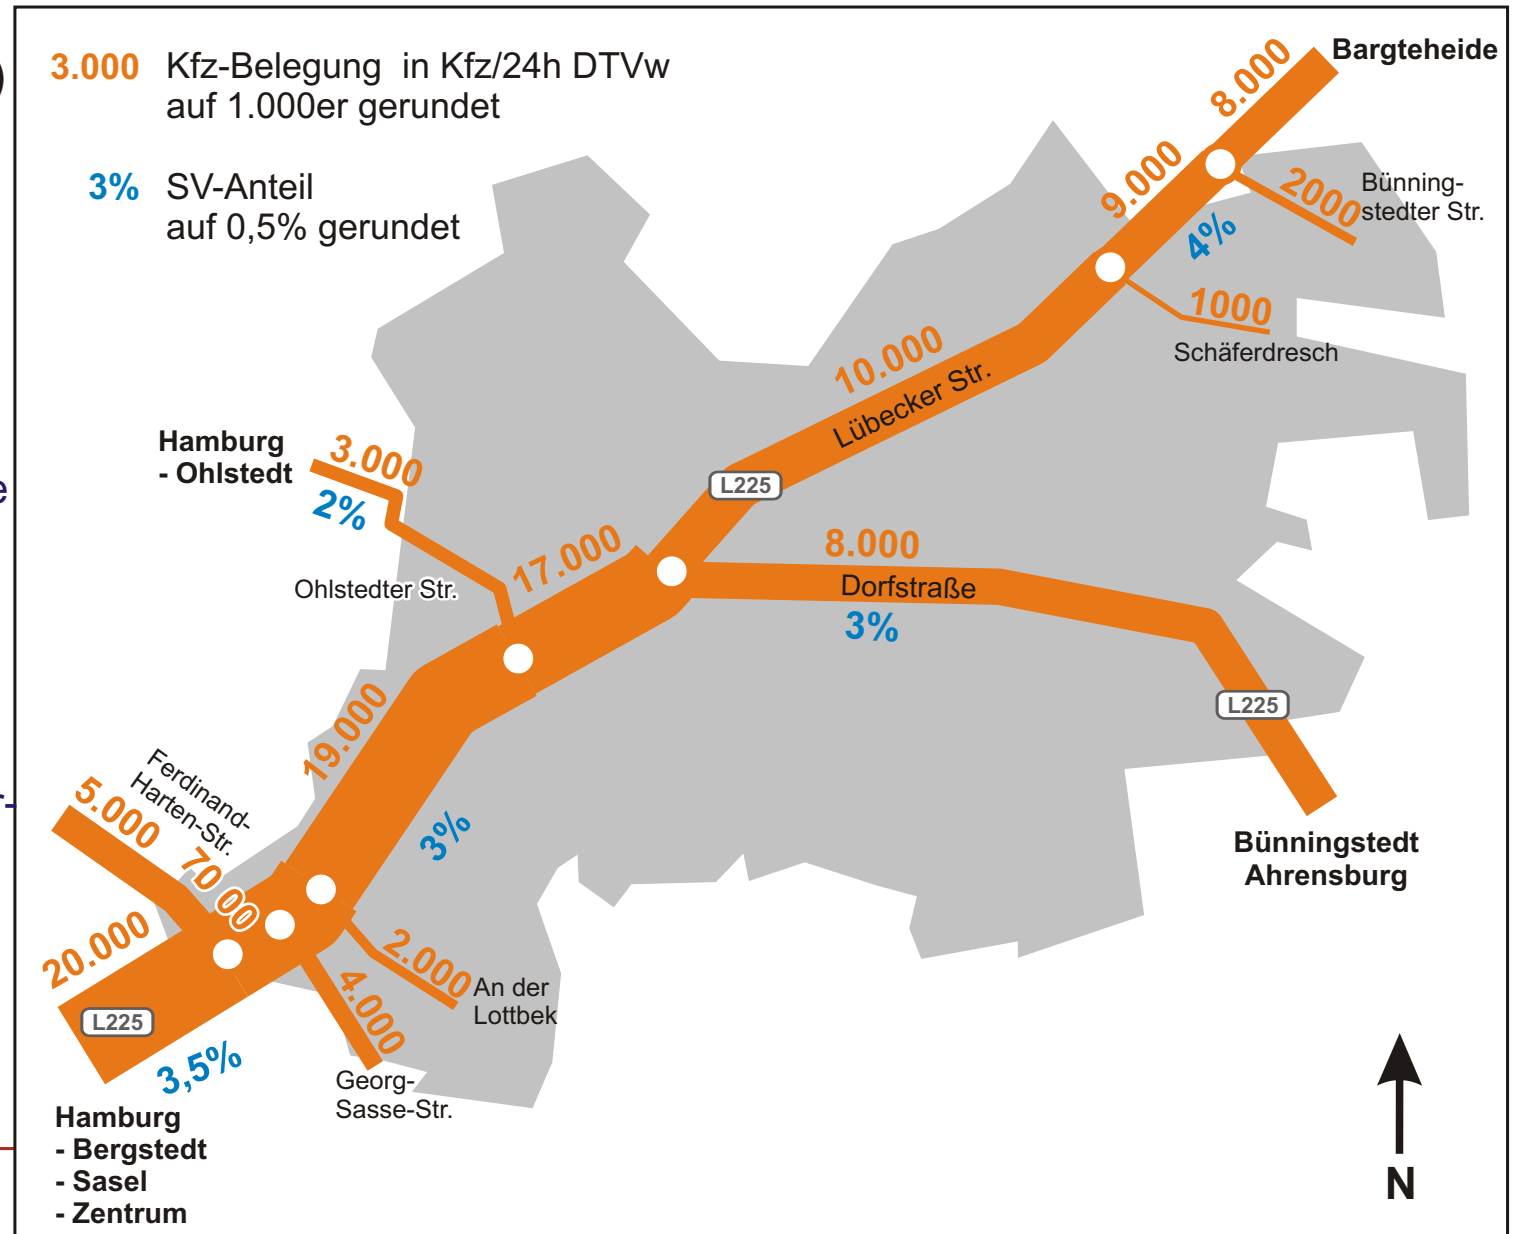 )
e
r-
3.000 Kfz-Belegung in Kfz/24h DTVw
auf 1.000er gerundet
3% SV-Anteil
auf 0,5% gerundet
Bargteheide
8.000
9.000
2000
Bünning-
stedter Str.
4%
1000
Schäferdresch
10.000
Lübecker Str.
L225
Hamburg
- Ohlstedt
3.000
2%
Ohlstedter Str.
17.000
8.000
Dorfstraße
3%
L225
Bünningstedt
Ahrensburg
19.000
3%
Ferdinand-
Harten-Str.
5.000
70 00
20.000
L225
3,5%
2.000
An der
Lottbek
4.000
Georg-
Sasse-Str.
Hamburg
- Bergstedt
- Sasel
- Zentrum
N